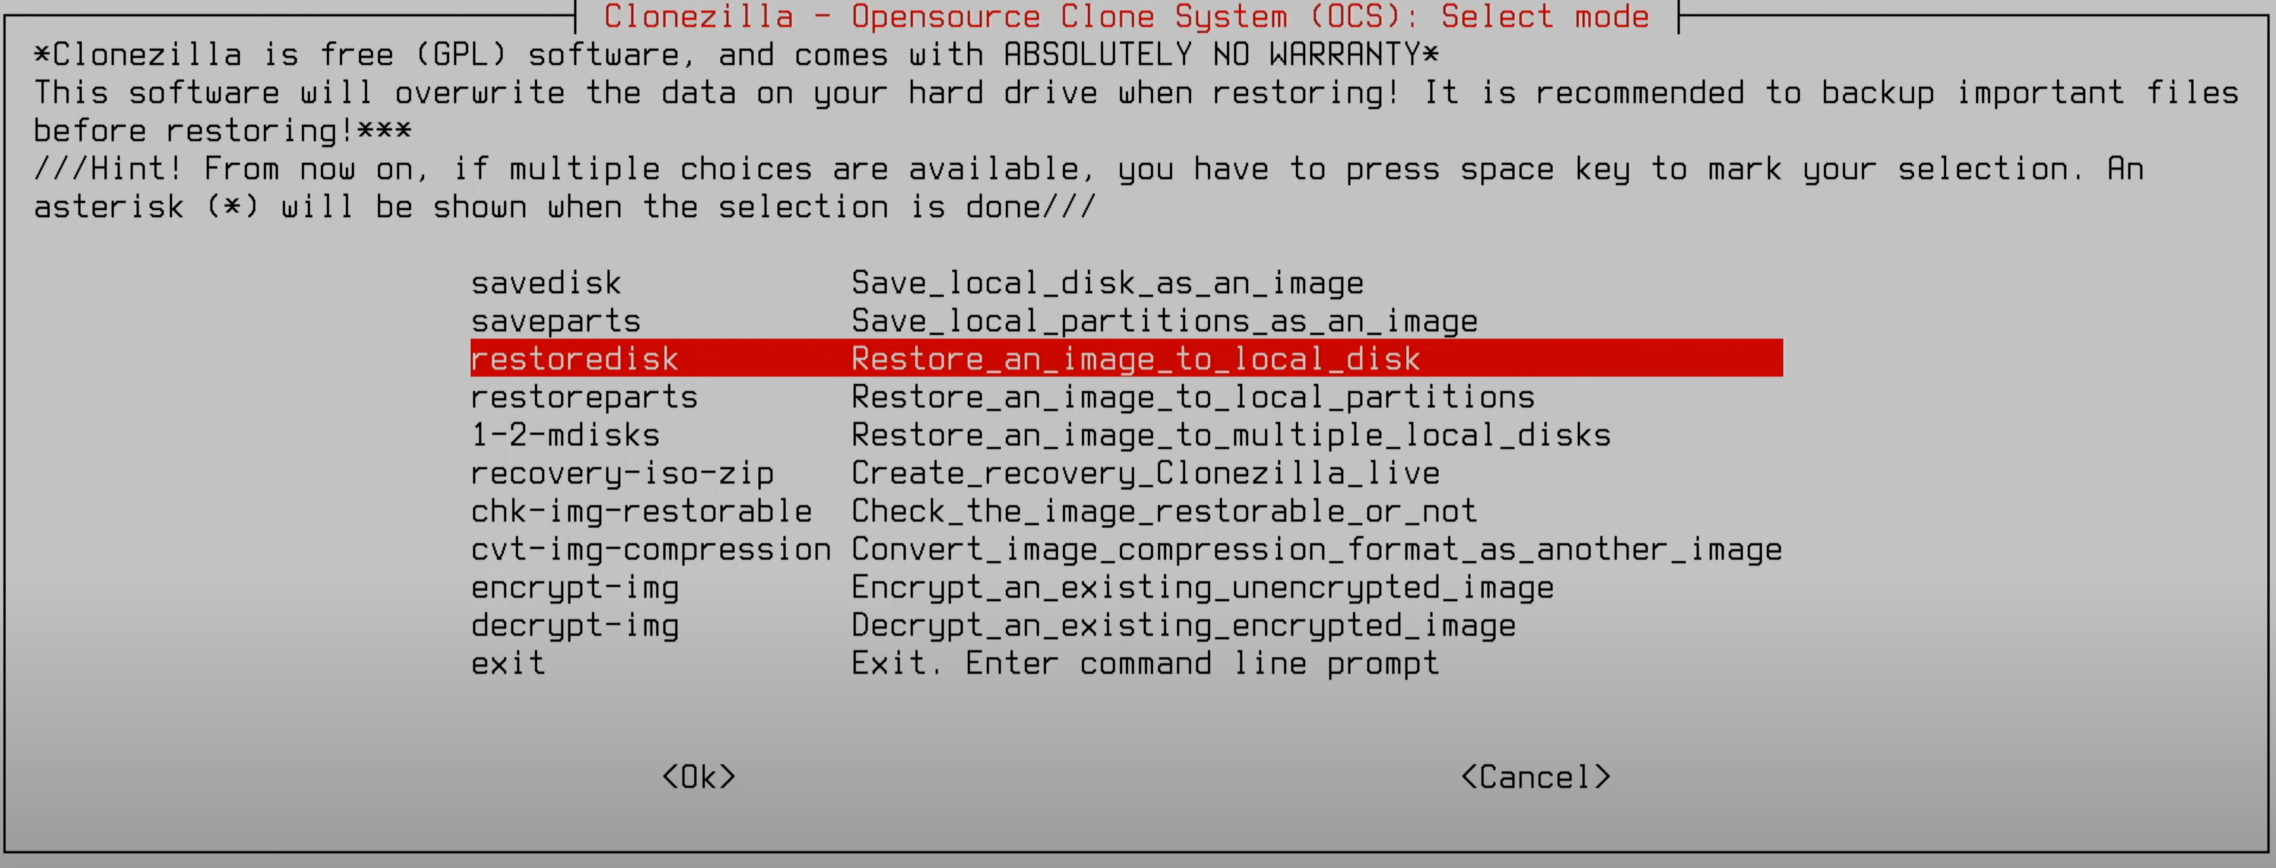 Clonezilla - Opensource Clone System (OCS): Select mode
*Clonezilla is free (GPL) software, and comes with ABSOLUTELY NO WARRANTY*
This software will overwrite the data on your hard drive when restoring! It is recommended to backup important files
before restoring!***
///Hint! From now on, if multiple choices are available, you have to press space key to mark your selection. An
asterisk (*) will be shown when the selection is done///
savedisk Save_local_disk_as_an_image
saveparts Save_local_partitions_as_an_image
restoredisk Restore_an_image_to_local_disk
restoreparts Restore_an_image_to_local_partitions
1-2-mdisks Restore_an_image_to_multiple_local_disks
recovery-iso-zip Create_recovery_Clonezilla_live
chk-img-restorable Check_the_image_restorable_or_not
cvt-img-compression Convert_image_compression_format_as_another_image
encrypt-img Encrypt_an_existing_unencrypted_image
decrypt-img Decrypt_an_existing_encrypted_image
exit Exit. Enter command line prompt
<Ok> <Cancel>